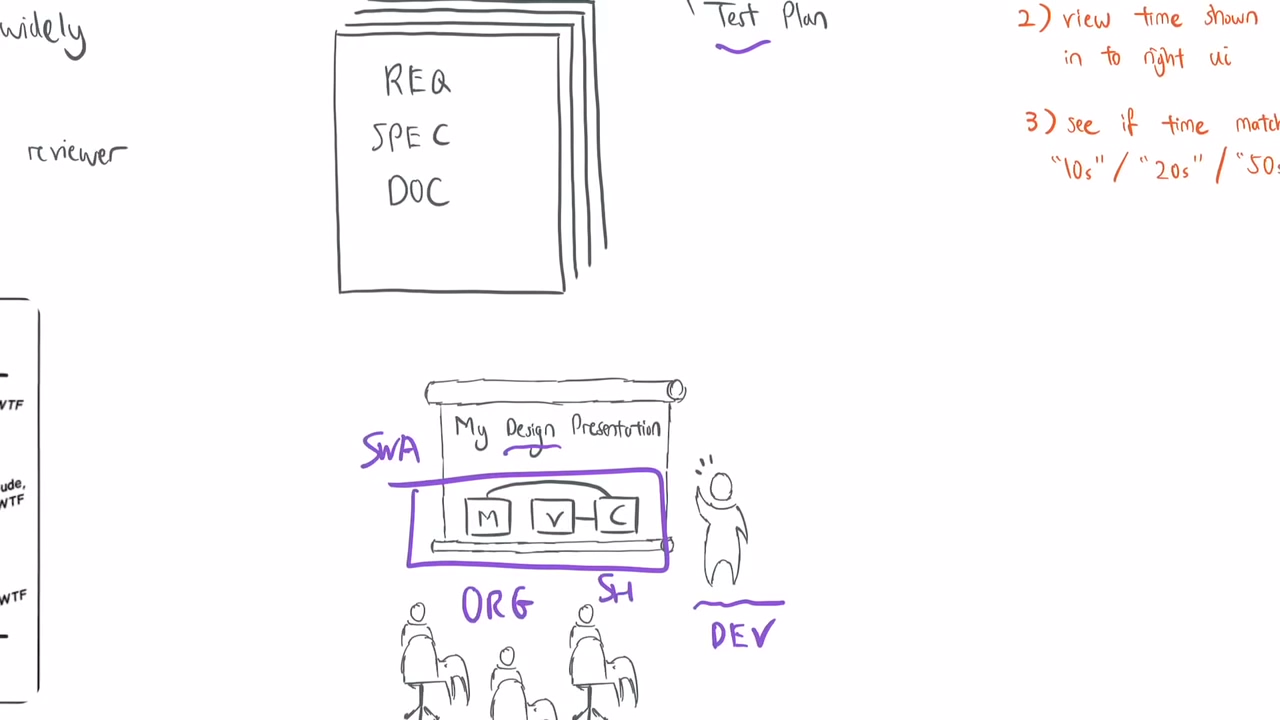 widely
reviewer
WTF
ude,
WTF
WTF
REQ
SPEC
DOC
Test Plan
2) view time shown
in to right ui
3) see if time match
"10s" / "20s" / "50s
SWA
My Design Presentation
M V C
ORG
SH
DEV